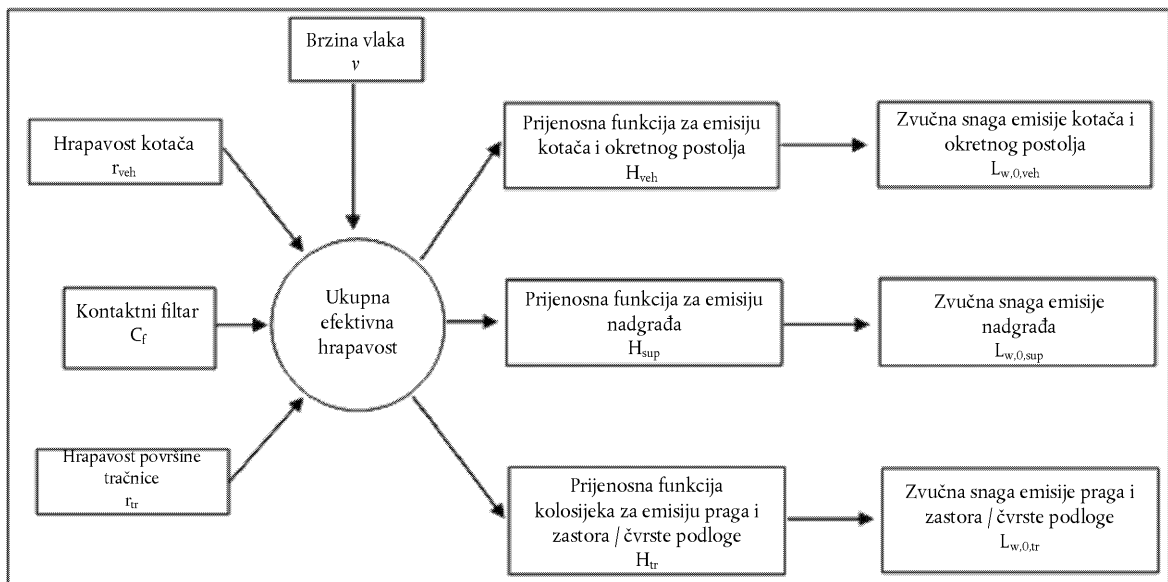 Brzina vlaka
v
Hrapavost kotača
r_veh
Kontaktni filtar
C_f
Hrapavost površine
tračnice
r_tr
Ukupna
efektivna
hrapavost
Prijenosna funkcija za emisiju
kotača i okretnog postolja
H_veh
Zvučna snaga emisije kotača i
okretnog postolja
L_w,0,veh
Prijenosna funkcija za emisiju
nadgrađa
H_sup
Zvučna snaga emisije
nadgrađa
L_w,0,sup
Prijenosna funkcija
kolosijeka za emisiju praga i
zastora / čvrste podloge
H_tr
Zvučna snaga emisije praga i
zastora / čvrste podloge
L_w,0,tr